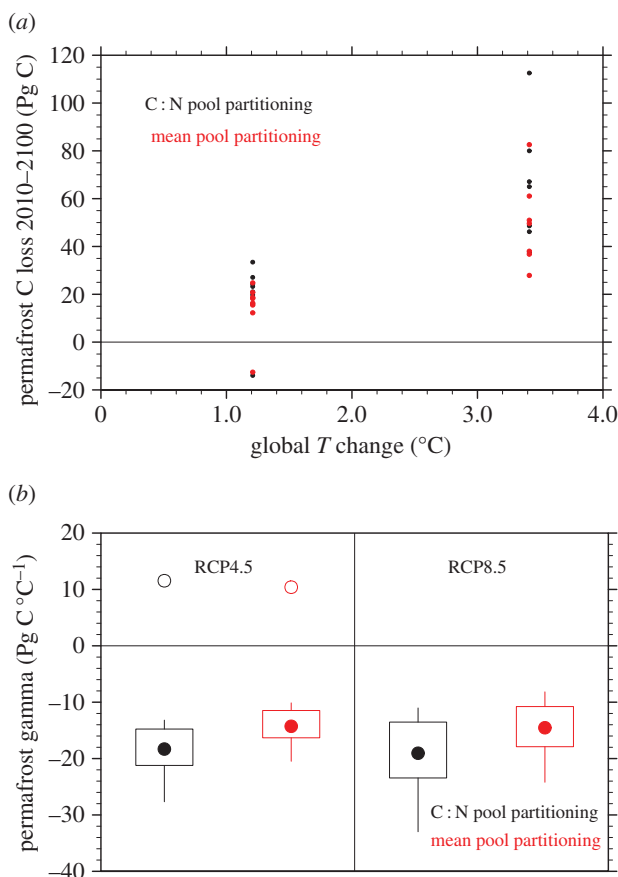 (a)
120
100
80
60
40
20
0
–20
permafrost C loss 2010–2100 (Pg C)
C : N pool partitioning
mean pool partitioning
0
1.0
2.0
3.0
4.0
global T change (°C)
(b)
20
10
0
–10
–20
–30
–40
permafrost gamma (Pg C °C⁻¹)
RCP4.5
RCP8.5
C : N pool partitioning
mean pool partitioning